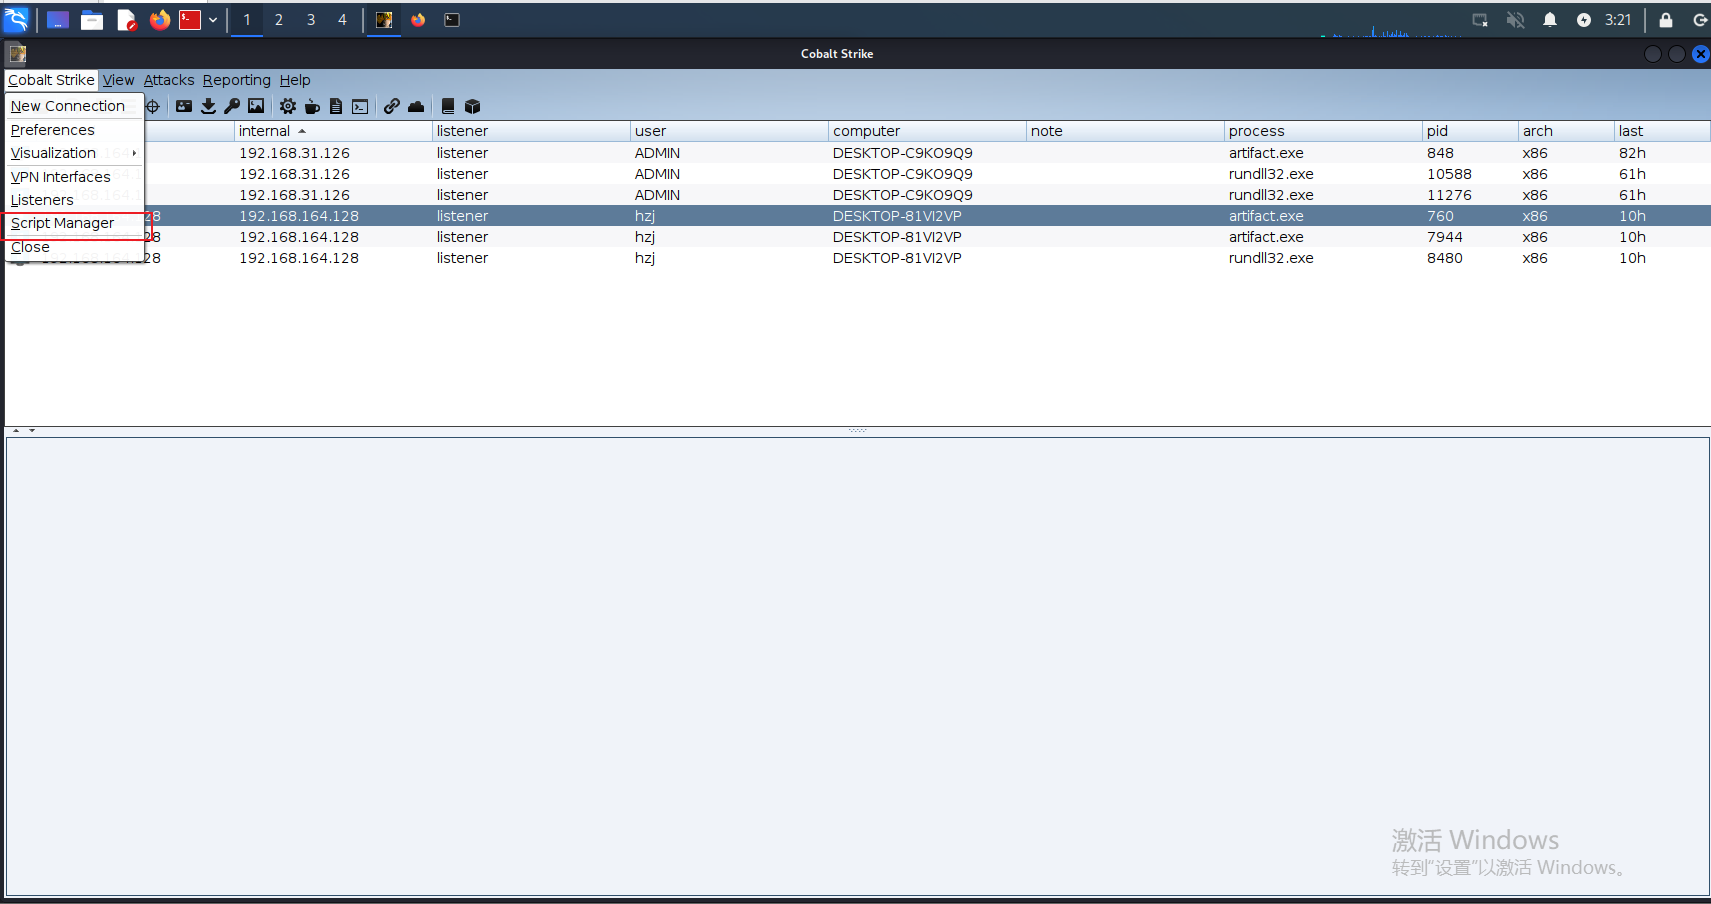 1 2 3 4 3:21
Cobalt Strike
Cobalt Strike View Attacks Reporting Help
New Connection
Preferences
Visualization
VPN Interfaces
Listeners
Script Manager
Close
internal listener user computer note process pid arch last
192.168.31.126 listener ADMIN DESKTOP-C9KO9Q9 artifact.exe 848 x86 82h
192.168.31.126 listener ADMIN DESKTOP-C9KO9Q9 rundll32.exe 10588 x86 61h
192.168.31.126 listener ADMIN DESKTOP-C9KO9Q9 rundll32.exe 11276 x86 61h
28 192.168.164.128 listener hzj DESKTOP-81VI2VP artifact.exe 760 x86 10h
28 192.168.164.128 listener hzj DESKTOP-81VI2VP artifact.exe 7944 x86 10h
28 192.168.164.128 listener hzj DESKTOP-81VI2VP rundll32.exe 8480 x86 10h
激活 Windows
转到“设置”以激活 Windows。